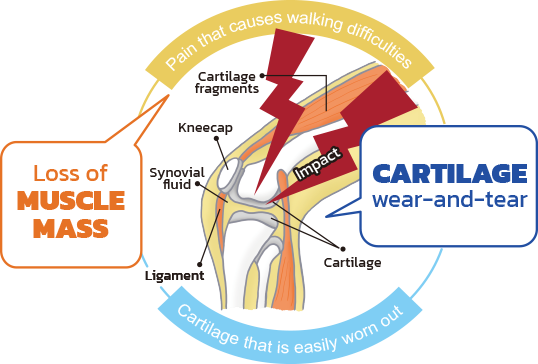 Pain that causes walking difficulties
Cartilage
fragments
Kneecap
Synovial
fluid
Ligament
Impact
Cartilage
Loss of
MUSCLE
MASS
CARTILAGE
wear-and-tear
Cartilage that is easily worn out